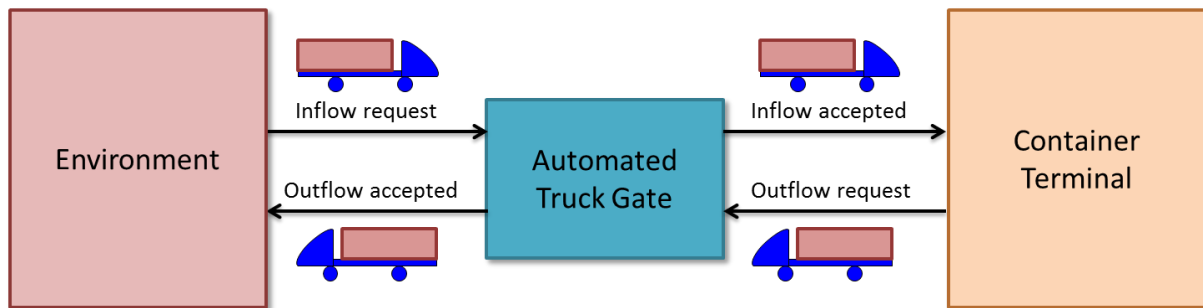 Environment
Inflow request
Outflow accepted
Automated
Truck Gate
Inflow accepted
Outflow request
Container
Terminal